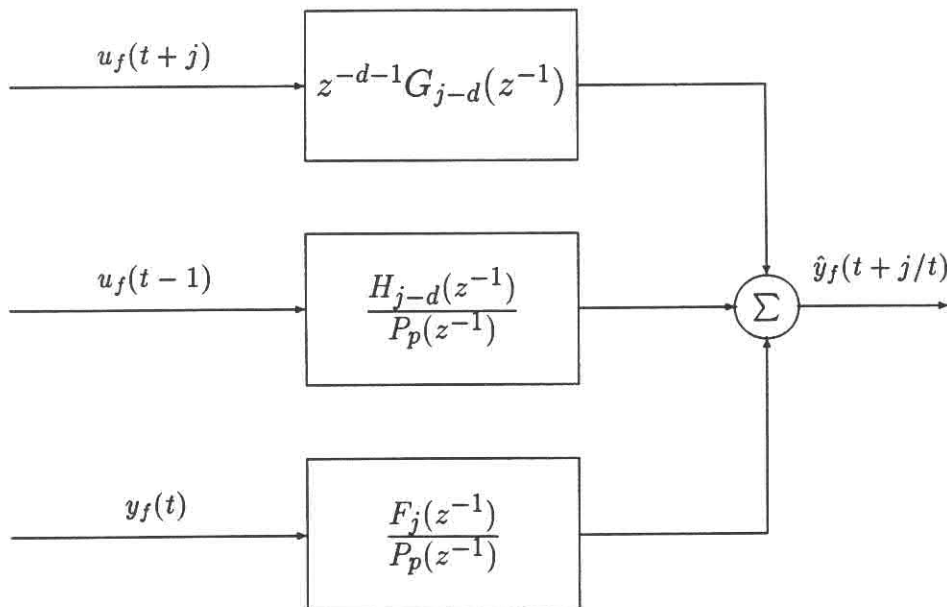 u_f(t + j)
z^{-d-1}G_{j-d}(z^{-1})
u_f(t − 1)
H_{j-d}(z^{-1})
P_p(z^{-1})
Σ
ŷ_f(t + j/t)
y_f(t)
F_j(z^{-1})
P_p(z^{-1})